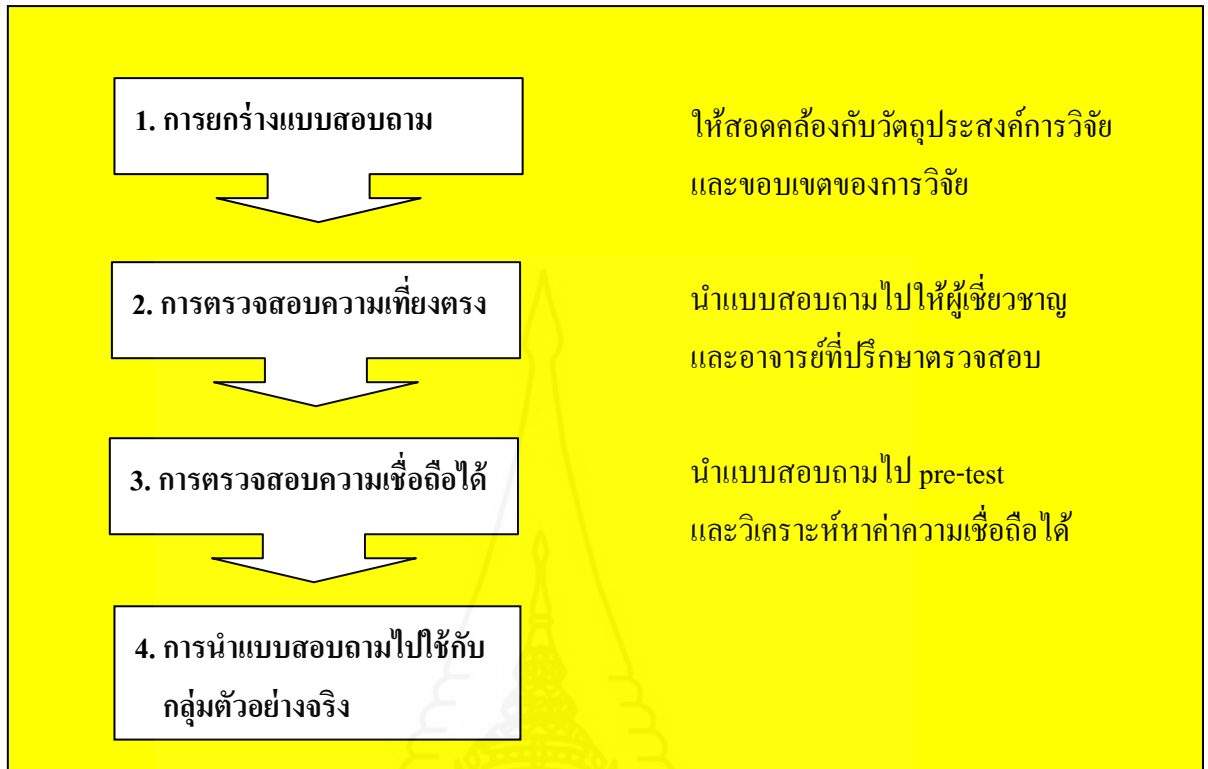 1. การยกร่างแบบสอบถาม
ให้สอดคล้องกับวัตถุประสงค์การวิจัย
และขอบเขตของการวิจัย
2. การตรวจสอบความเที่ยงตรง
นำแบบสอบถามไปให้ผู้เชี่ยวชาญ
และอาจารย์ที่ปรึกษาตรวจสอบ
3. การตรวจสอบความเชื่อถือได้
นำแบบสอบถามไป pre-test
และวิเคราะห์หาค่าความเชื่อถือได้
4. การนำแบบสอบถามไปใช้กับ
กลุ่มตัวอย่างจริง